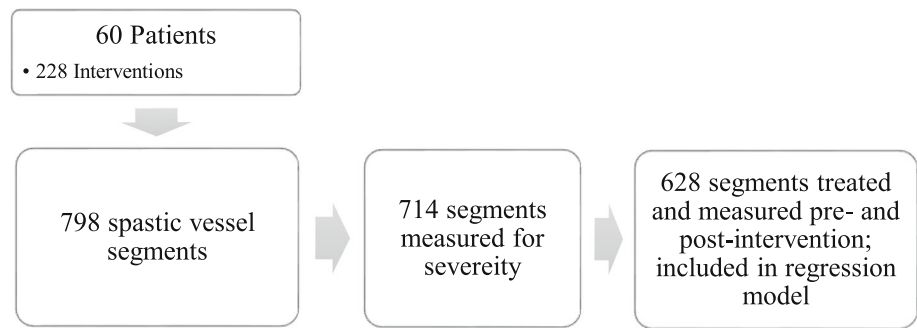 60 Patients
• 228 Interventions
798 spastic vessel
segments
714 segments
measured for
severeity
628 segments treated
and measured pre- and
post-intervention;
included in regression
model